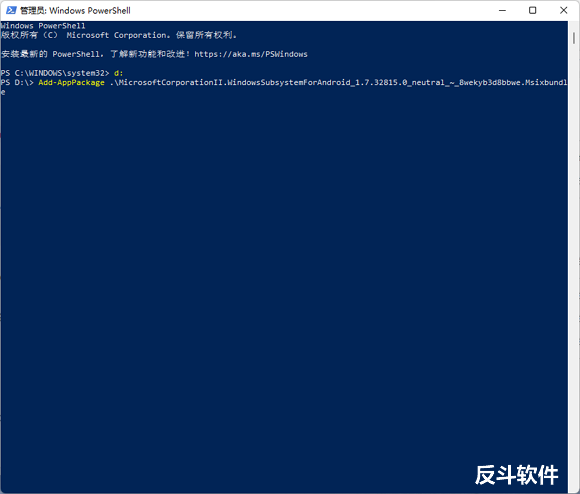 管理员: Windows PowerShell
Windows PowerShell
版权所有 (C) Microsoft Corporation。保留所有权利。
安装最新的 PowerShell，了解新功能和改进！https://aka.ms/PSWindows
PS C:\WINDOWS\system32> d:
PS D:\> Add-AppPackage .\MicrosoftCorporationII.WindowsSubsystemForAndroid_1.7.32815.0_neutral_~_8wekyb3d8bbwe.Msixbundl
e
反斗软件